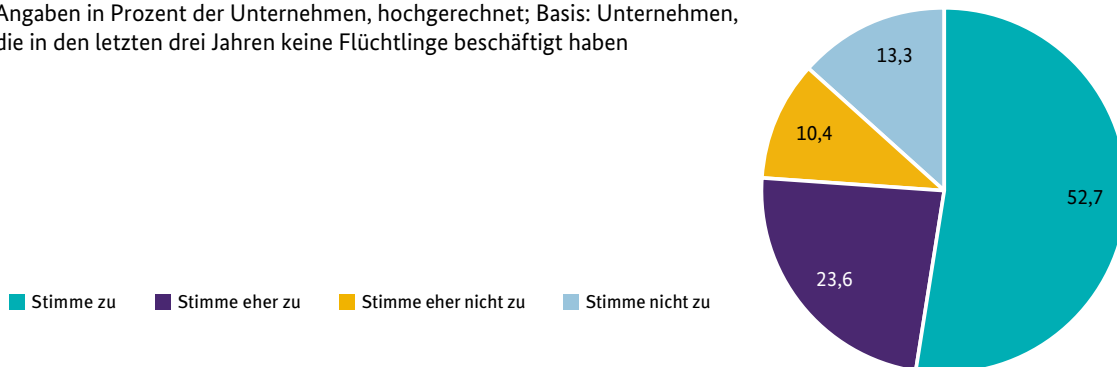 Angaben in Prozent der Unternehmen, hochgerechnet; Basis: Unternehmen,
die in den letzten drei Jahren keine Flüchtlinge beschäftigt haben
13,3
10,4
52,7
23,6
Stimme zu
Stimme eher zu
Stimme eher nicht zu
Stimme nicht zu